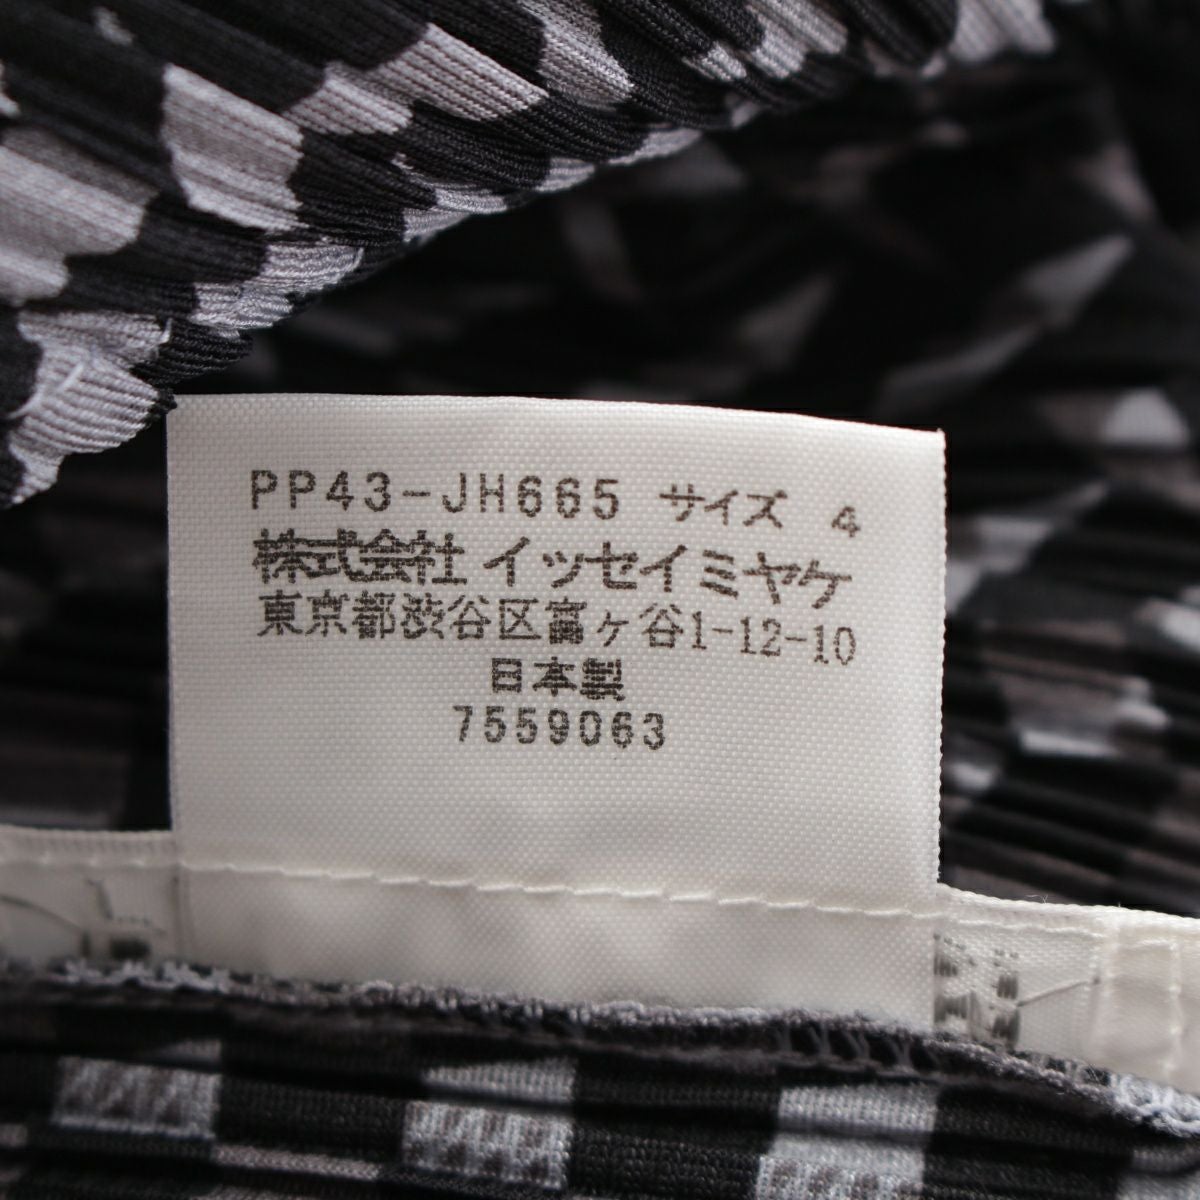 PP43-JH665 サイズ 4
株式会社 イッセイミヤケ
東京都渋谷区富ヶ谷1-12-10
日本製
7559063